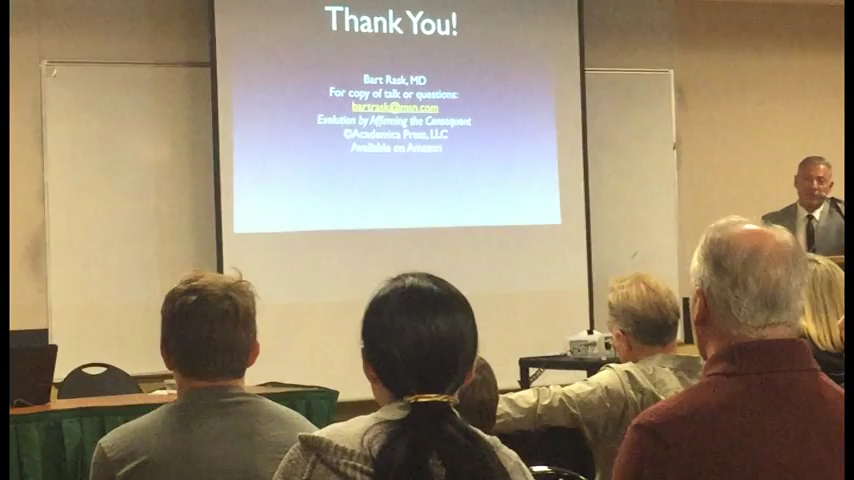 Thank You!
Bart Rask, MD
For copy of talk or questions:
bartrask@msn.com
Evolution by Affirming the Consequent
©Academica Press, LLC
Available on Amazon